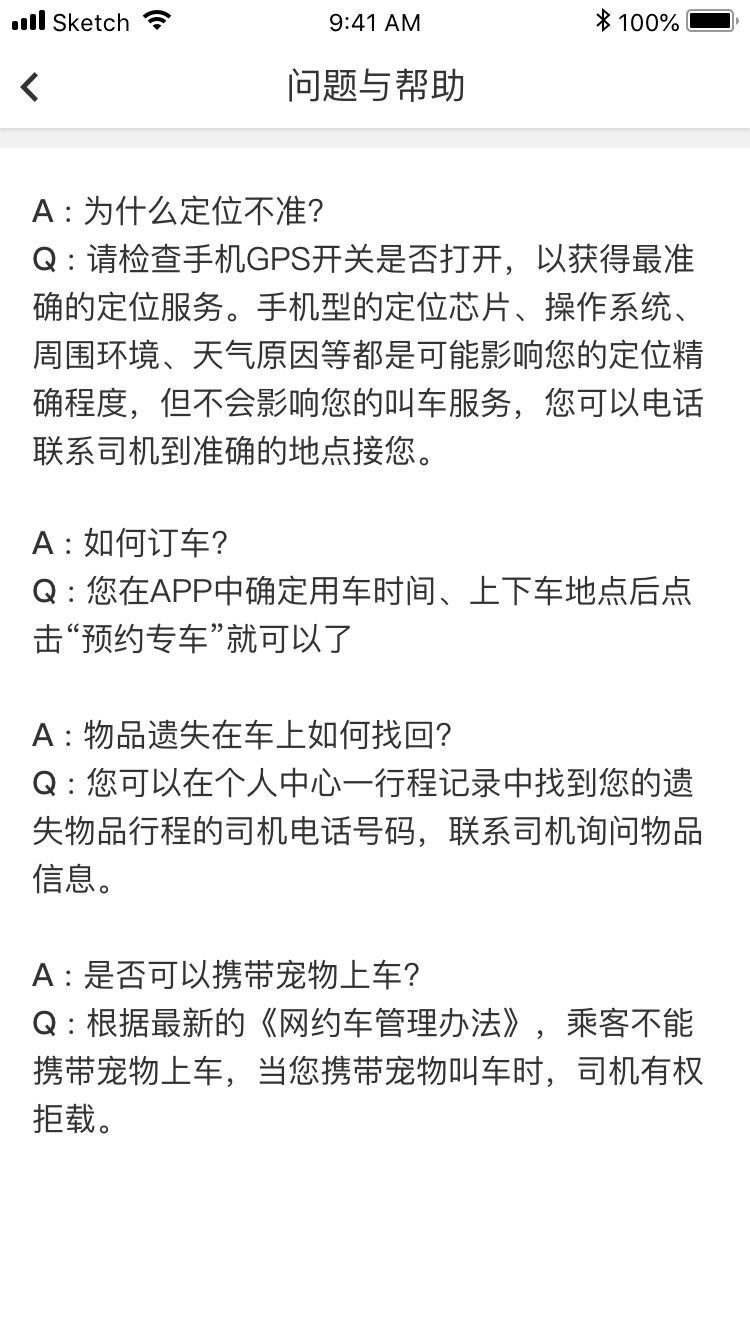 Sketch 9:41 AM 100%
问题与帮助
A：为什么定位不准?
Q：请检查手机GPS开关是否打开，以获得最准
确的定位服务。手机型的定位芯片、操作系统、
周围环境、天气原因等都是可能影响您的定位精
确程度，但不会影响您的叫车服务，您可以电话
联系司机到准确的地点接您。
A：如何订车?
Q：您在APP中确定用车时间、上下车地点后点
击“预约专车”就可以了
A：物品遗失在车上如何找回?
Q：您可以在个人中心一行程记录中找到您的遗
失物品行程的司机电话号码，联系司机询问物品
信息。
A：是否可以携带宠物上车?
Q：根据最新的《网约车管理办法》，乘客不能
携带宠物上车，当您携带宠物叫车时，司机有权
拒载。